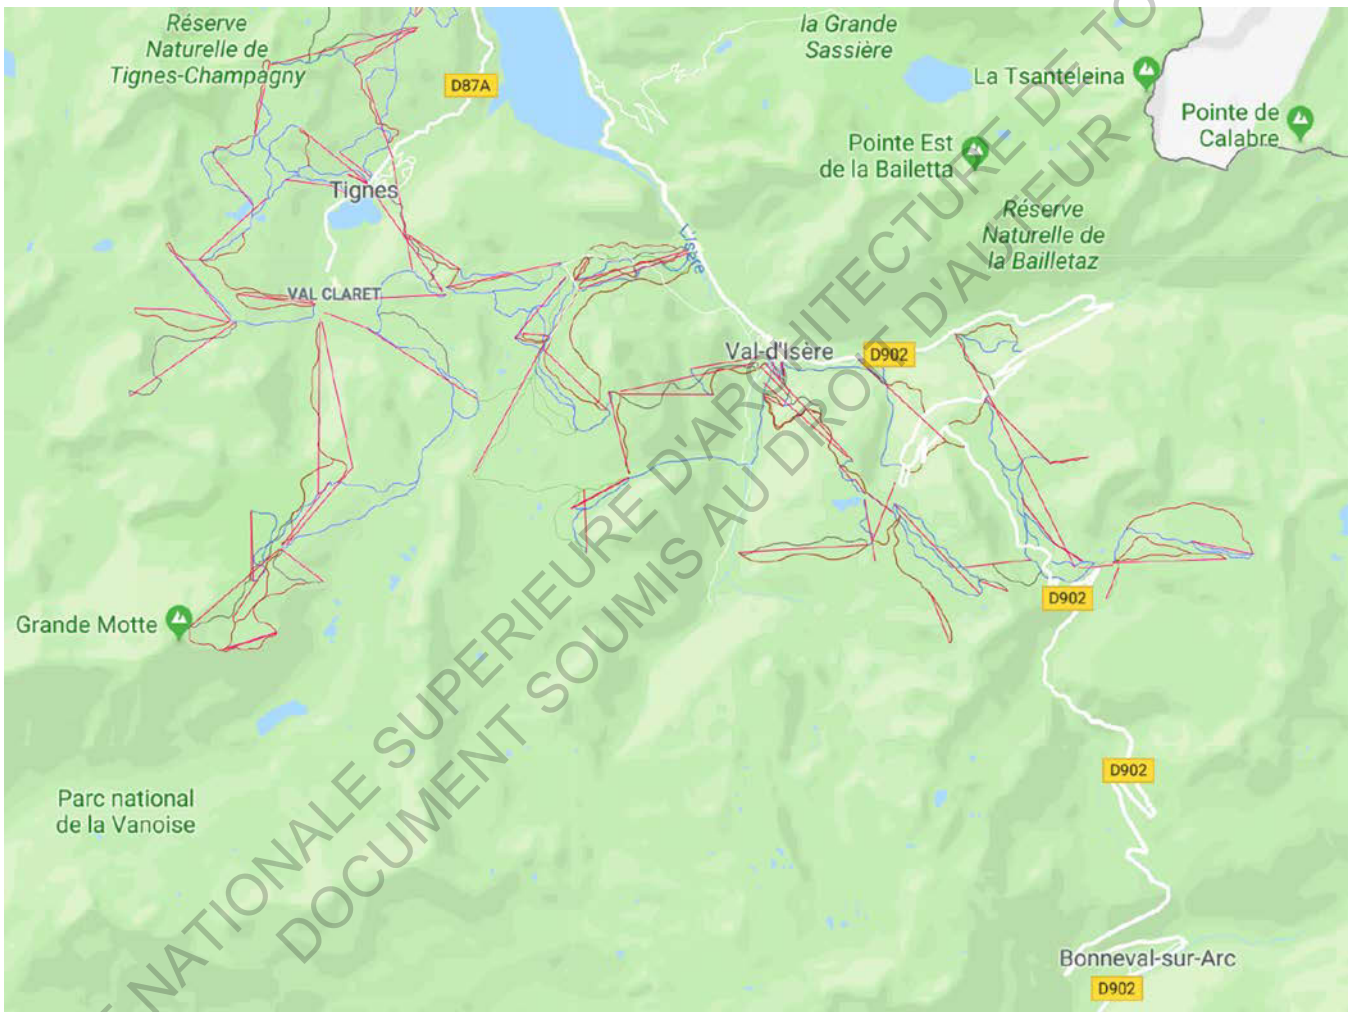 Réserve
Naturelle de
Tignes-Champagny
D87A
la Grande
Sassière
La Tsanteleina
Pointe de
Calabre
Pointe Est
de la Bailetta
Tignes
L'Isère
Réserve
Naturelle de
la Bailletaz
VAL CLARET
Val-d'Isère
D902
Grande Motte
D902
Parc national
de la Vanoise
D902
Bonneval-sur-Arc
D902
NATIONALE SUPERIEURE D'ARCHITECTURE DE TO
DOCUMENT SOUMIS AU DROIT D'AUTEUR